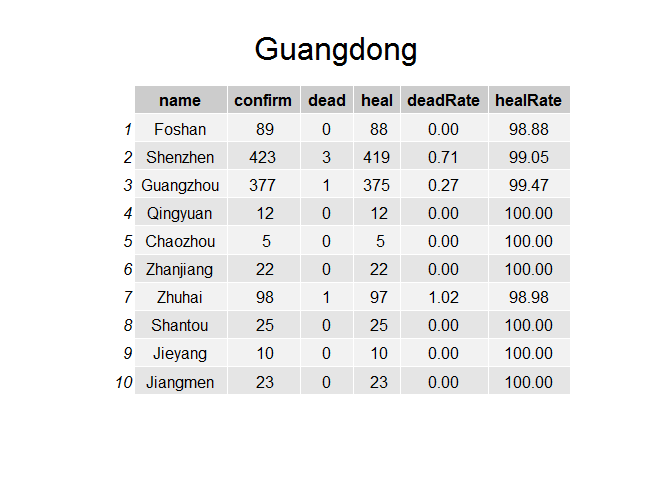 Guangdong
name confirm dead heal deadRate healRate
1 Foshan 89 0 88 0.00 98.88
2 Shenzhen 423 3 419 0.71 99.05
3 Guangzhou 377 1 375 0.27 99.47
4 Qingyuan 12 0 12 0.00 100.00
5 Chaozhou 5 0 5 0.00 100.00
6 Zhanjiang 22 0 22 0.00 100.00
7 Zhuhai 98 1 97 1.02 98.98
8 Shantou 25 0 25 0.00 100.00
9 Jieyang 10 0 10 0.00 100.00
10 Jiangmen 23 0 23 0.00 100.00